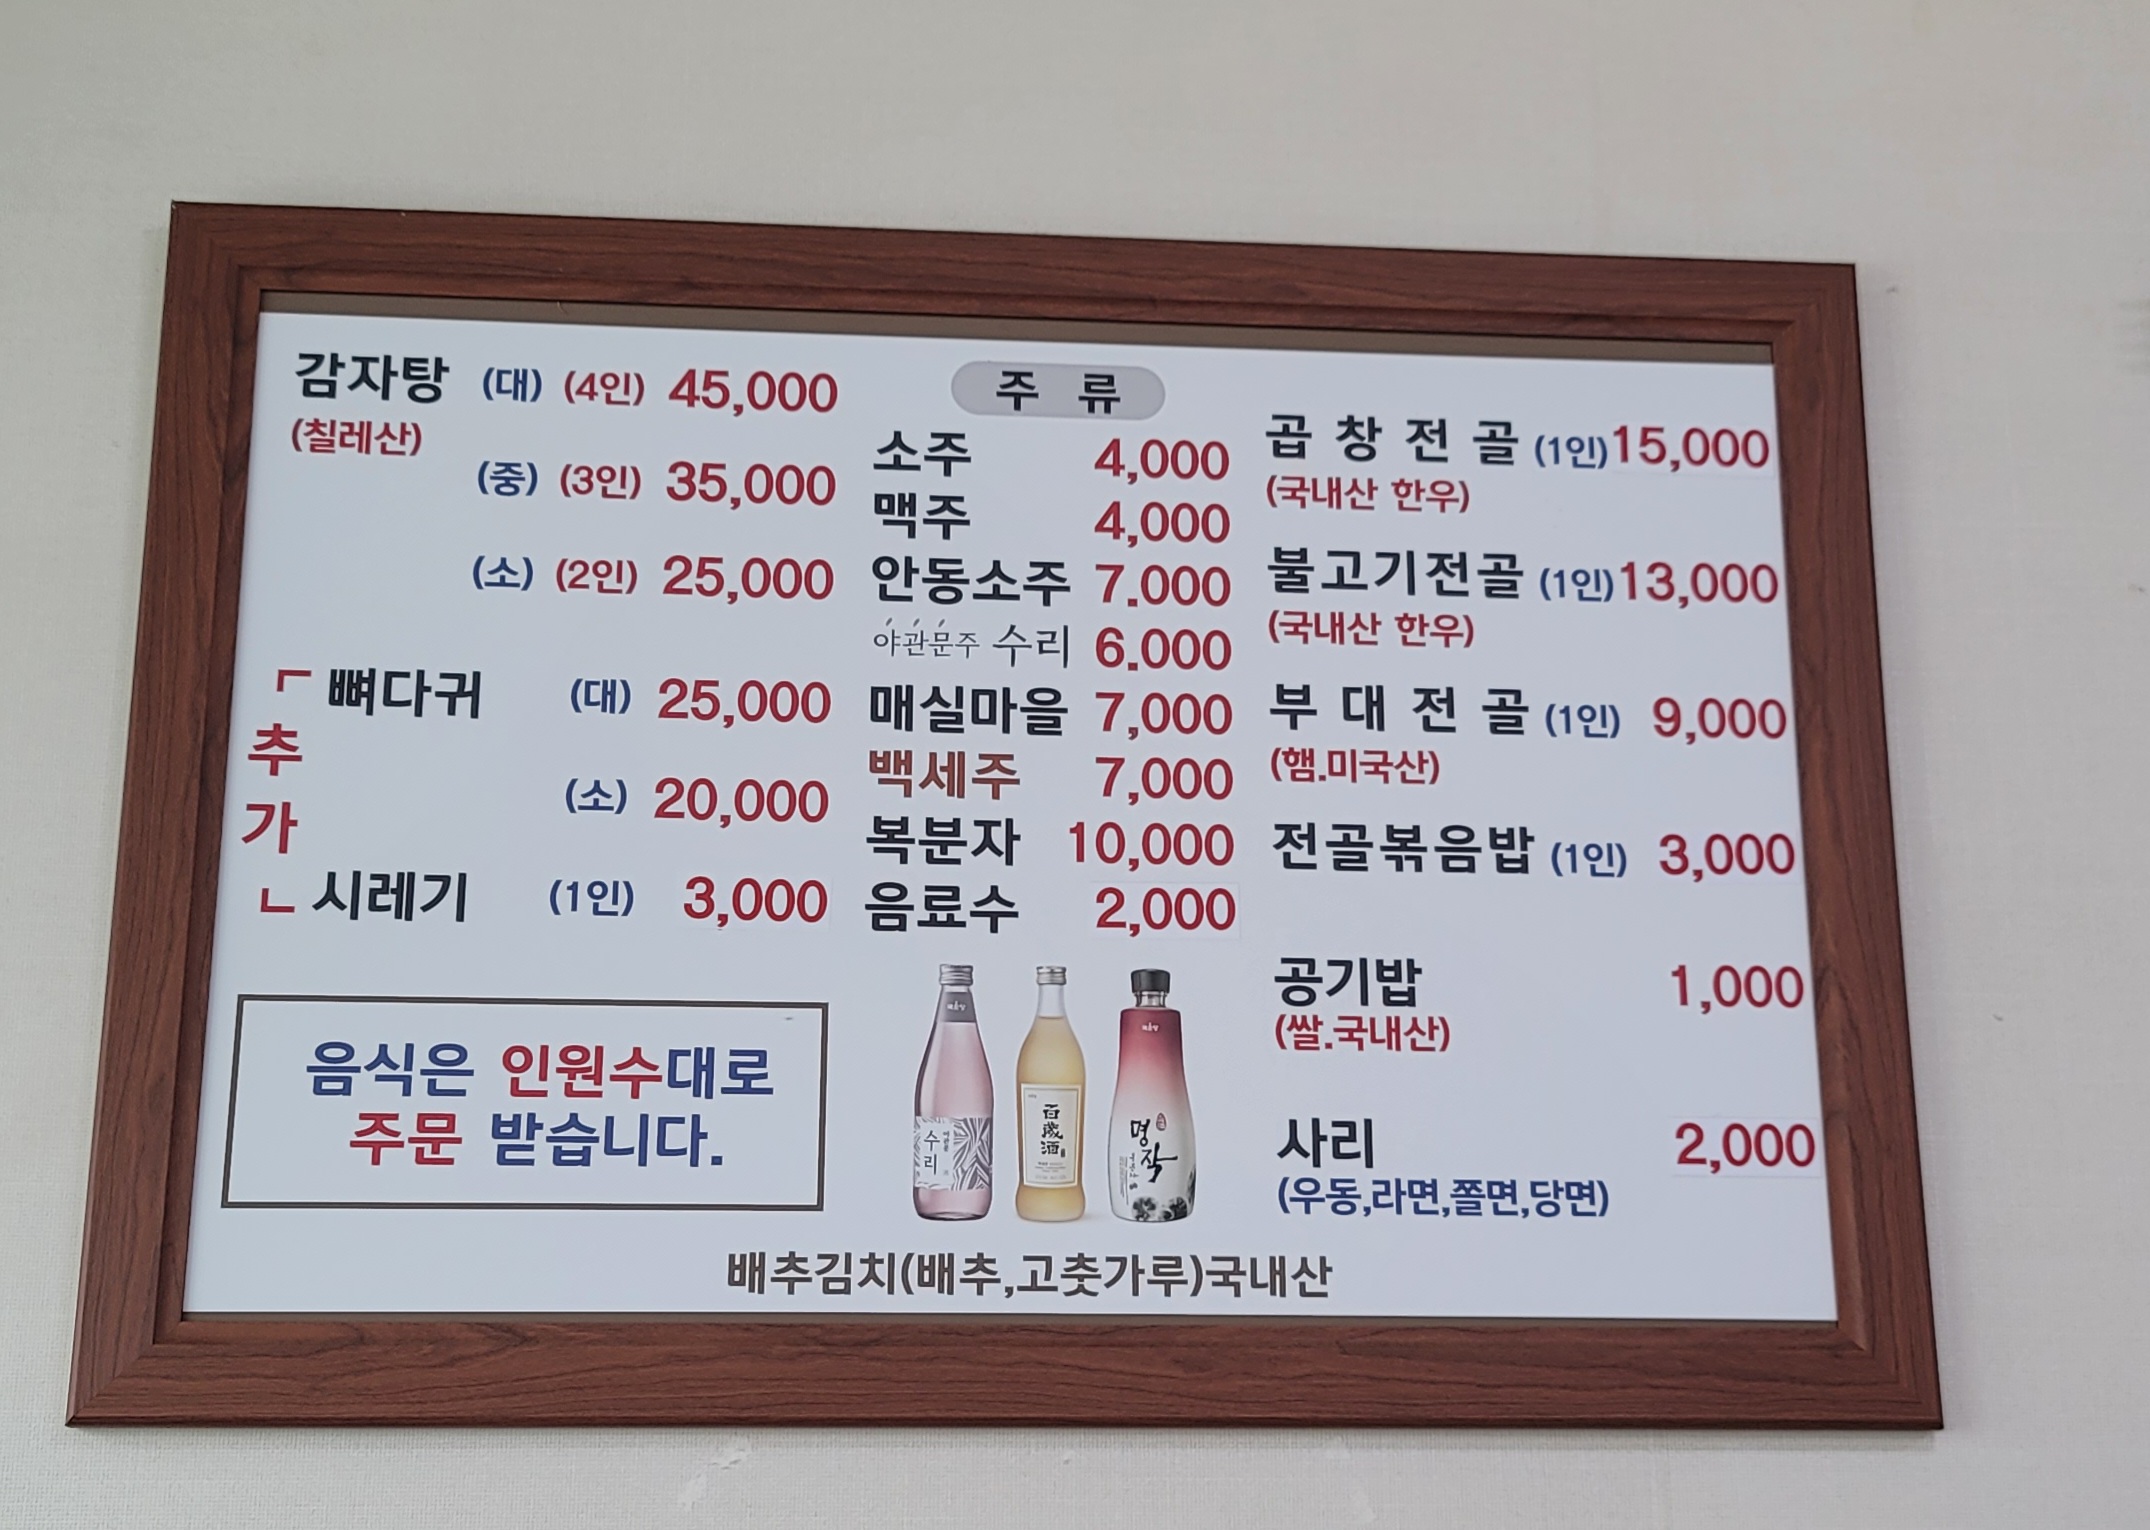 감자탕 (대) (4인) 45,000
(칠레산)
(중) (3인) 35,000
(소) (2인) 25,000
「추가」
뼈다귀 (대) 25,000
(소) 20,000
시레기 (1인) 3,000
음식은 인원수대로
주문 받습니다.
주 류
소주 4,000
맥주 4,000
안동소주 7.000
야관문주 수리 6.000
매실마을 7,000
백세주 7,000
복분자 10,000
음료수 2,000
수리
百歲酒
명작
곱창전골 (1인) 15,000
(국내산 한우)
불고기전골 (1인) 13,000
(국내산 한우)
부대전골 (1인) 9,000
(햄.미국산)
전골볶음밥 (1인) 3,000
공기밥 1,000
(쌀.국내산)
사리 2,000
(우동,라면,쫄면,당면)
배추김치(배추,고춧가루)국내산